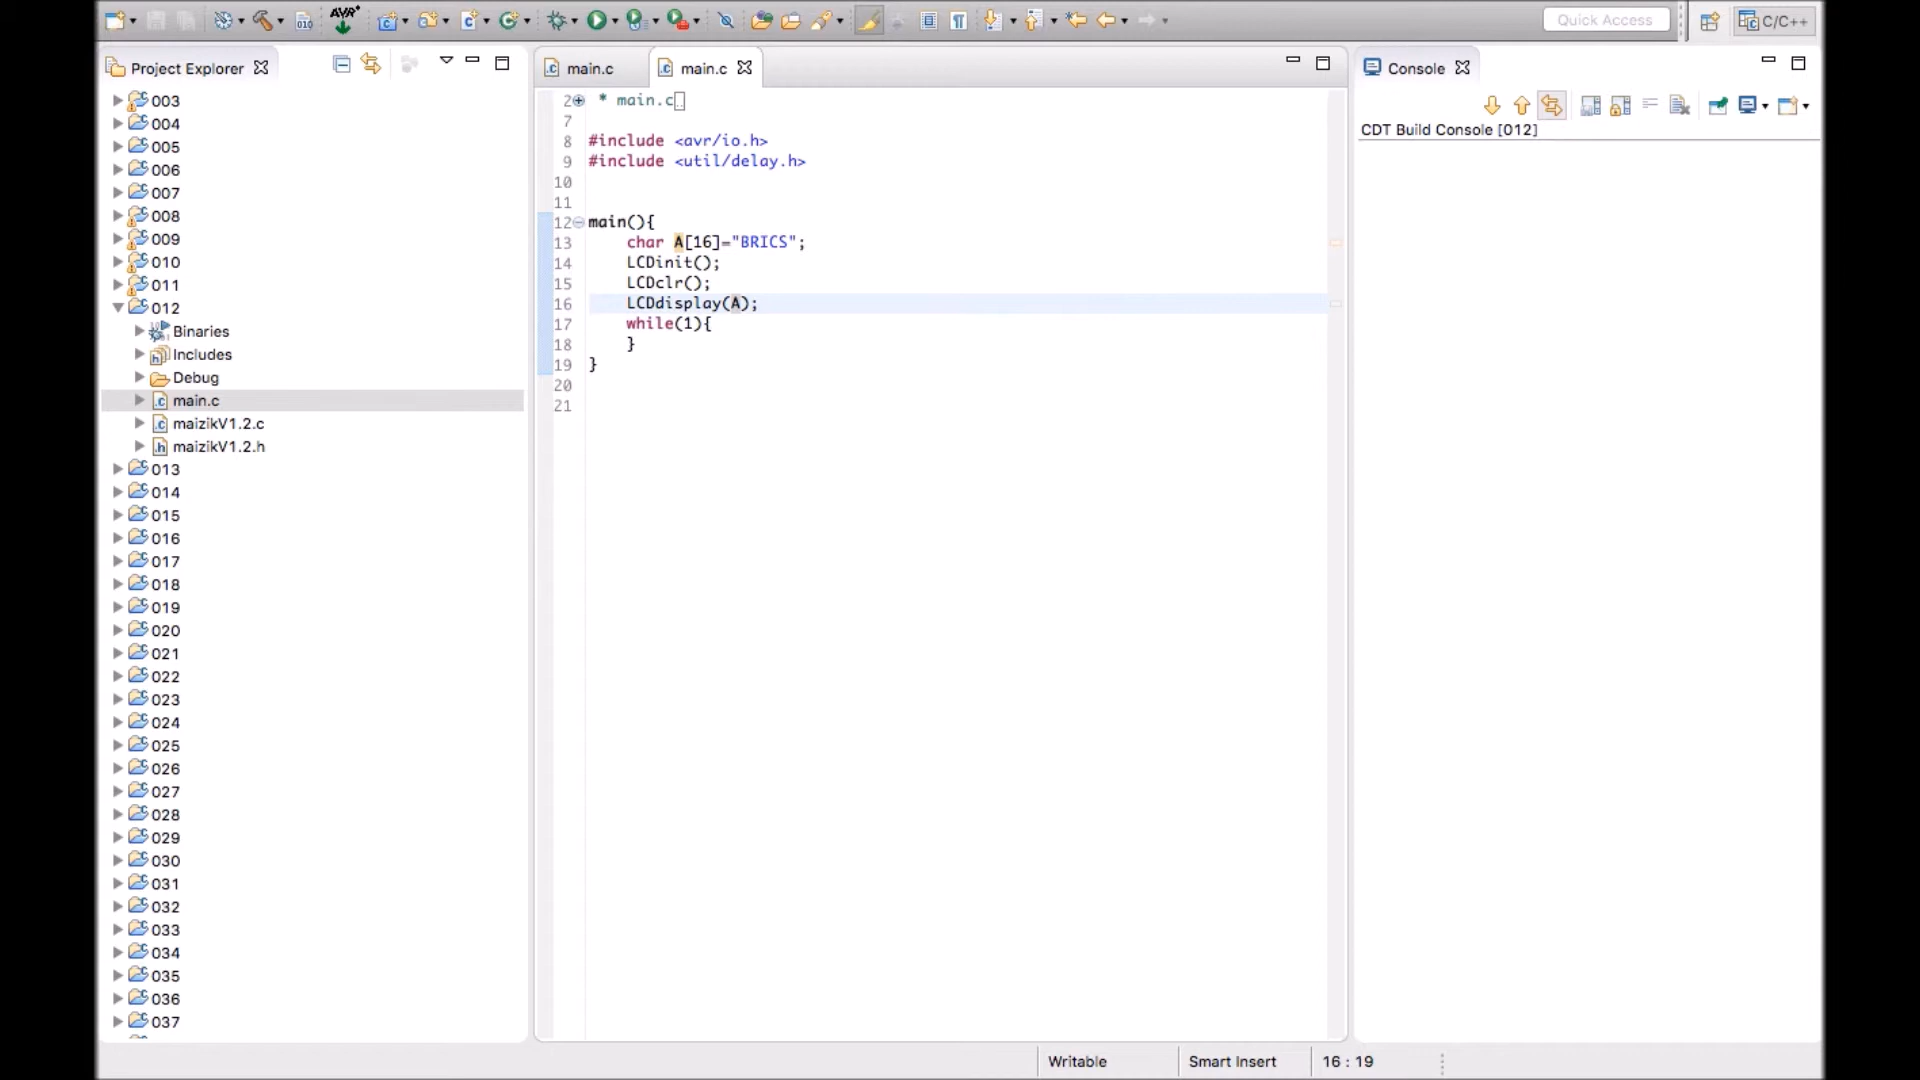 AVR
Quick Access
C/C++
Project Explorer
003
004
005
006
007
008
009
010
011
012
Binaries
Includes
Debug
main.c
maizikV1.2.c
maizikV1.2.h
013
014
015
016
017
018
019
020
021
022
023
024
025
026
027
028
029
030
031
032
033
034
035
036
037
main.c
main.c
2 * main.c
7
8 #include <avr/io.h>
9 #include <util/delay.h>
10
11
12 main(){
13 char A[16]="BRICS";
14 LCDinit();
15 LCDclr();
16 LCDdisplay(A);
17 while(1){
18 }
19 }
20
21
Console
CDT Build Console [012]
Writable
Smart Insert
16 : 19